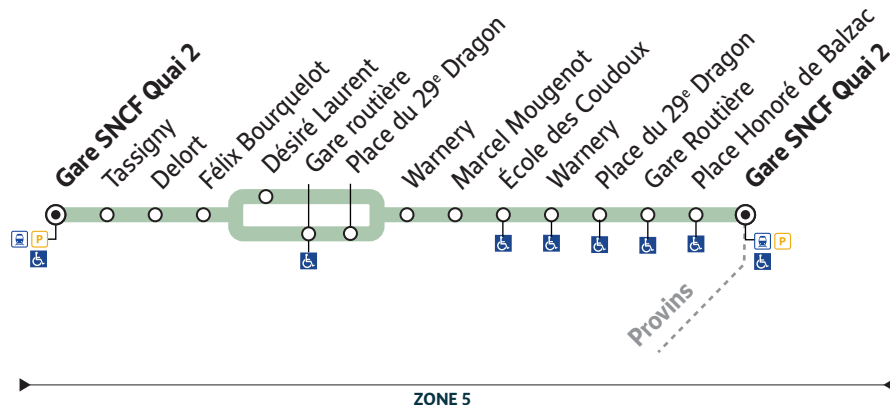 Gare SNCF Quai 2
Tassigny
Delort
Félix Bourquelot
Désiré Laurent
Gare routière
Place du 29e Dragon
Warnery
Marcel Mougenot
École des Coudoux
Warnery
Place du 29e Dragon
Gare Routière
Place Honoré de Balzac
Gare SNCF Quai 2
P
P
Provins
ZONE 5